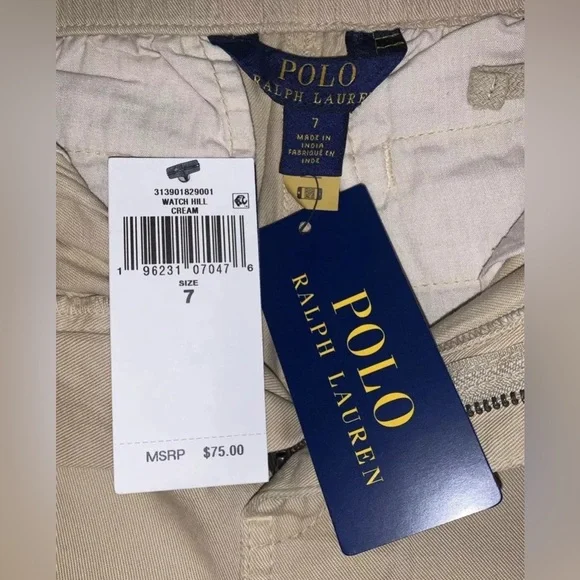 POLO
RALPH LAUREN
7
MADE IN
INDIA
FABRIQUÉ EN
INDE
313901829001
WATCH HILL
CREAM
1 96231 07047 6
SIZE
7
MSRP $75.00
POLO
RALPH LAUREN